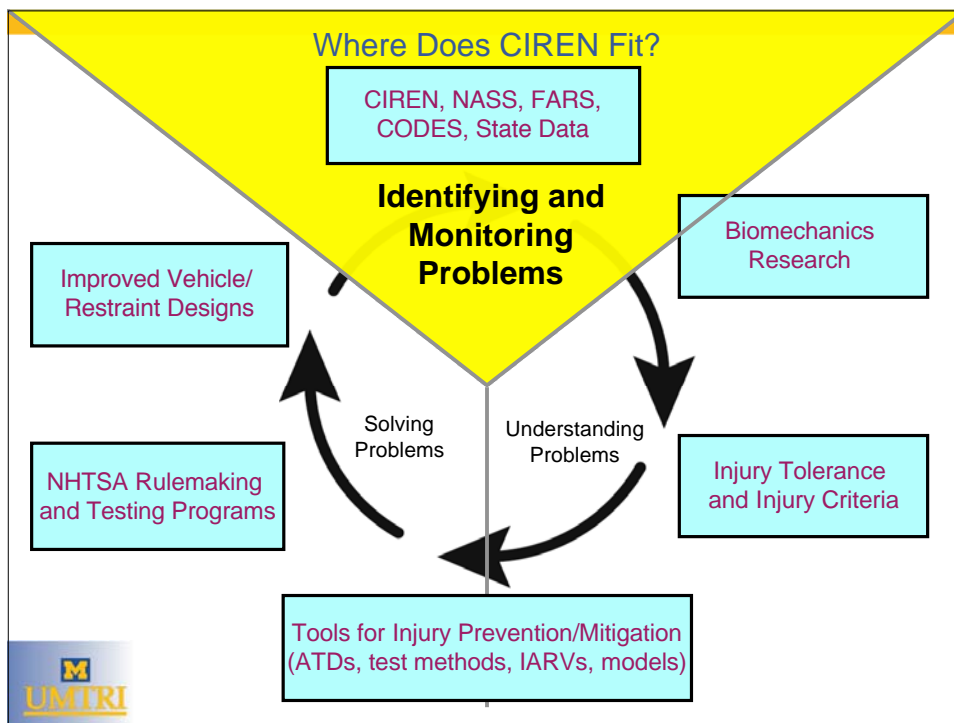 Where Does CIREN Fit?
CIREN, NASS, FARS,
CODES, State Data
Identifying and
Monitoring
Problems
Biomechanics
Research
Improved Vehicle/
Restraint Designs
Solving
Problems
Understanding
Problems
NHTSA Rulemaking
and Testing Programs
Injury Tolerance
and Injury Criteria
Tools for Injury Prevention/Mitigation
(ATDs, test methods, IARVs, models)
M
UMTRI